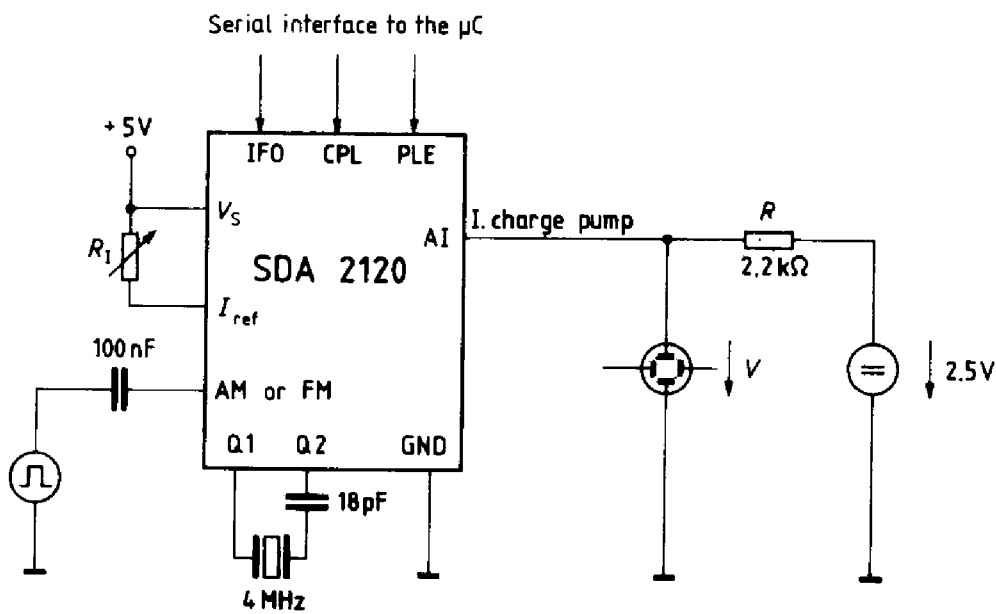 Serial interface to the µC
+5V
IFO CPL PLE
V_S
I. charge pump
R
AI
R_I
SDA 2120
2,2kΩ
I_ref
100nF
V
2.5V
AM or FM
Q1 Q2 GND
18pF
4MHz